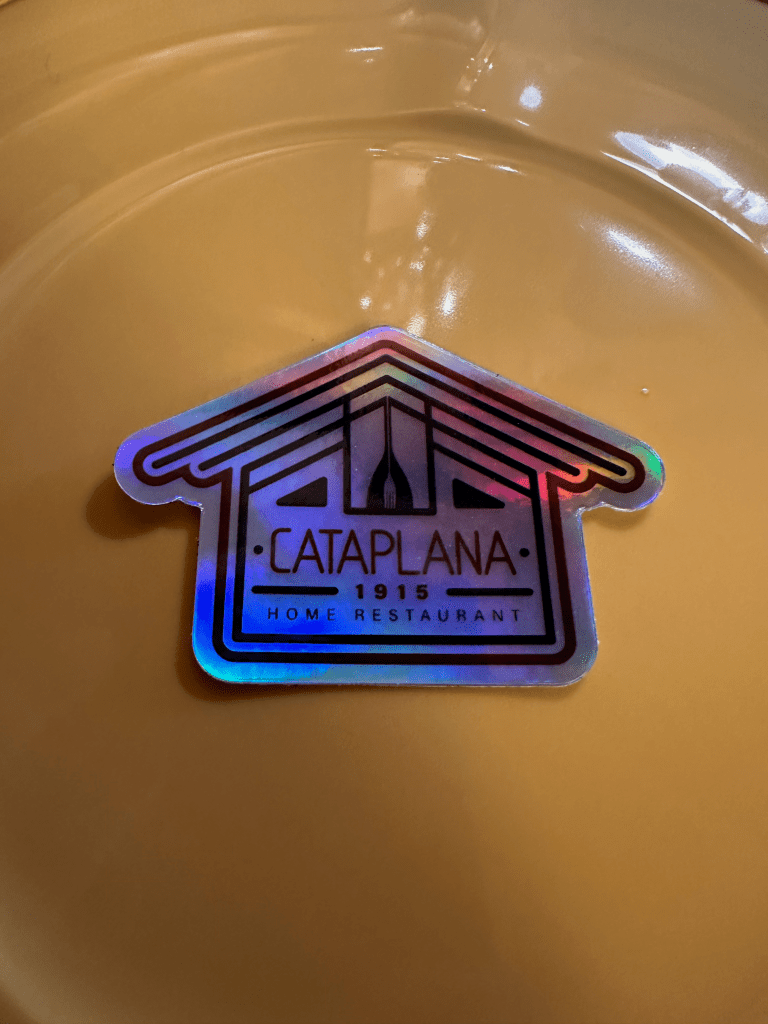 • CATAPLANA •
1915
HOME RESTAURANT